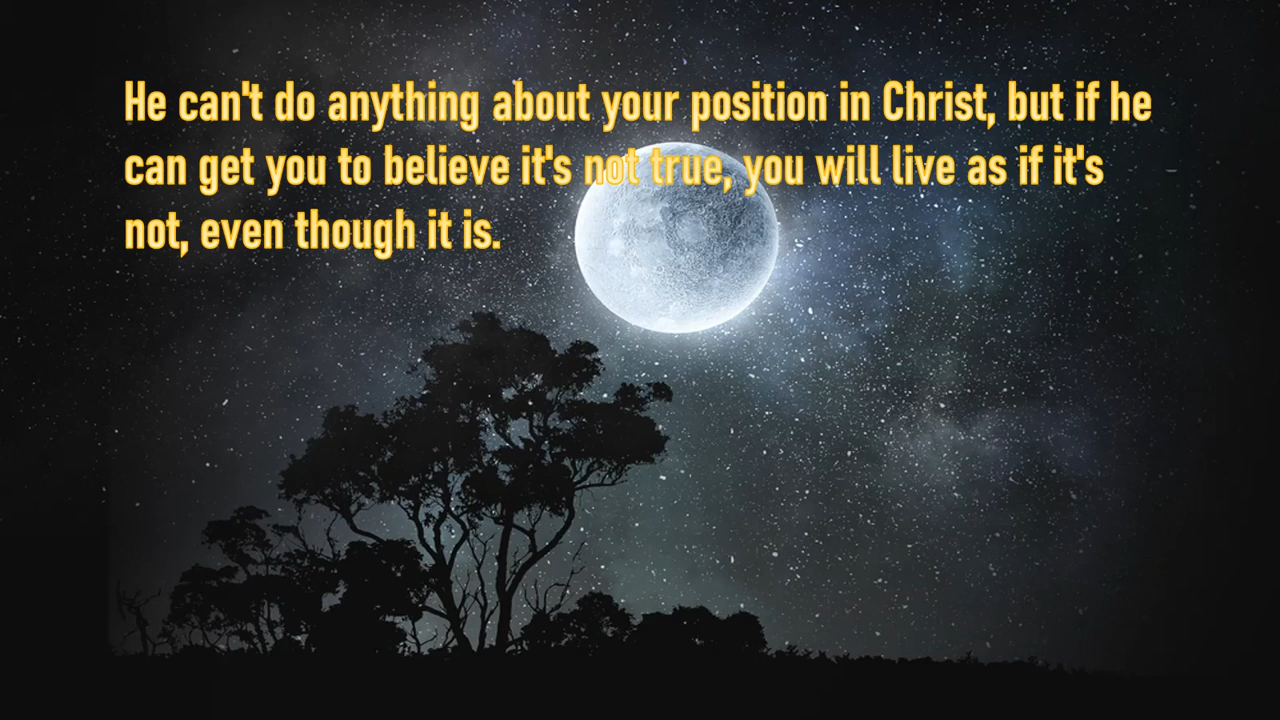 He can't do anything about your position in Christ, but if he
can get you to believe it's not true, you will live as if it's
not, even though it is.